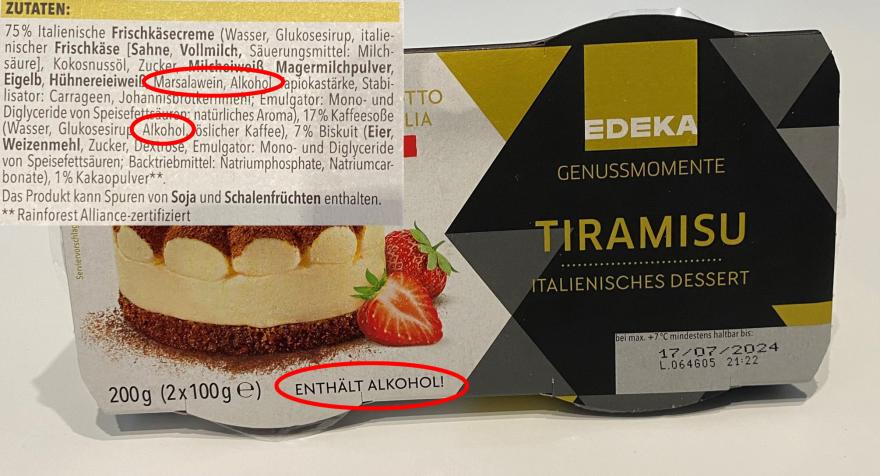 ZUTATEN:
75% Italienische Frischkäsecreme (Wasser, Glukosesirup, italie-
nischer Frischkäse [Sahne, Vollmilch, Säuerungsmittel: Milch-
säure], Kokosnussöl, Zucker, Milcheiweiß, Magermilchpulver,
Eigelb, Hühnereieiweiß, Marsalawein, Alkohol, Tapiokastärke, Stabi-
lisator: Carrageen, Johannisbrotkernmehl; Emulgator: Mono- und
Diglyceride von Speisefettsäuren; natürliches Aroma), 17% Kaffeesoße
(Wasser, Glukosesirup, Alkohol, löslicher Kaffee), 7% Biskuit (Eier,
Weizenmehl, Zucker, Dextrose, Emulgator: Mono- und Diglyceride
von Speisefettsäuren; Backtriebmittel: Natriumphosphate, Natriumcar-
bonate), 1% Kakaopulver**.
Das Produkt kann Spuren von Soja und Schalenfrüchten enthalten.
** Rainforest Alliance-zertifiziert
TTO
LIA
Serviervorschlag
200g (2x100g ℮)
ENTHÄLT ALKOHOL!
EDEKA
GENUSSMOMENTE
TIRAMISU
ITALIENISCHES DESSERT
bei max. +7°C mindestens haltbar bis:
17/07/2024
L.064605 21:22